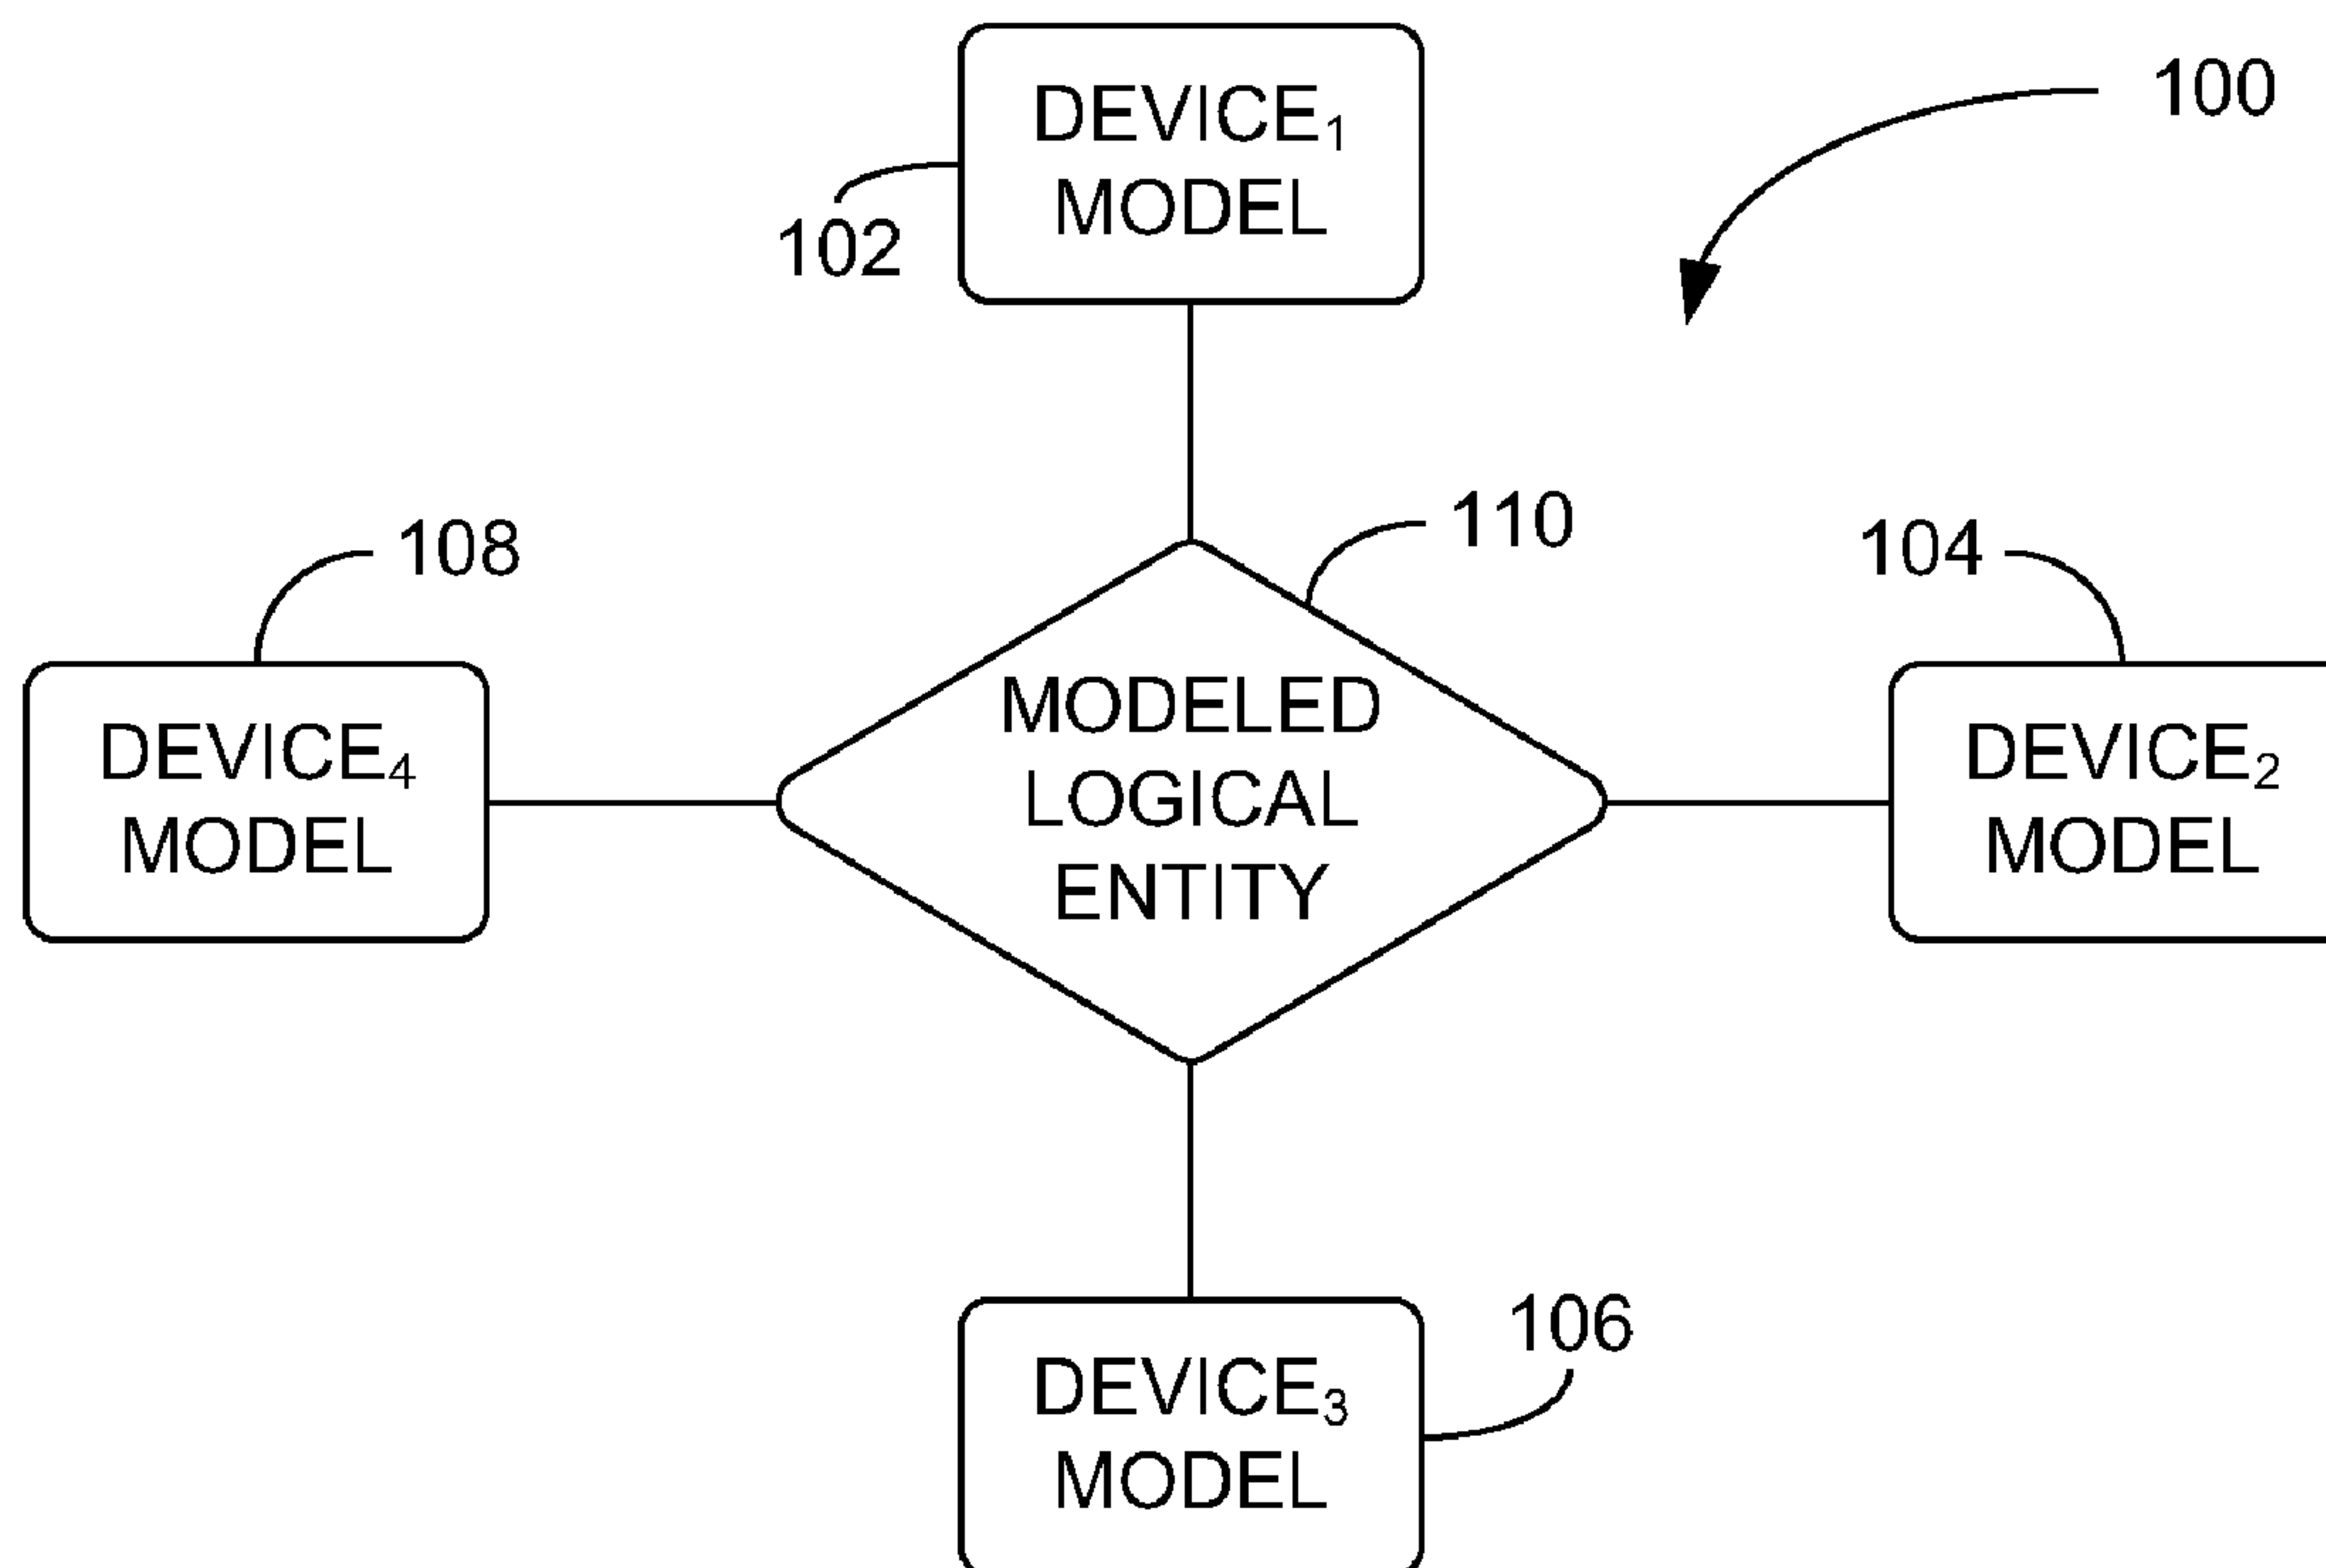 DEVICE₁
MODEL
100
102
108
110
104
MODELED
LOGICAL
ENTITY
DEVICE₄
MODEL
DEVICE₂
MODEL
106
DEVICE₃
MODEL